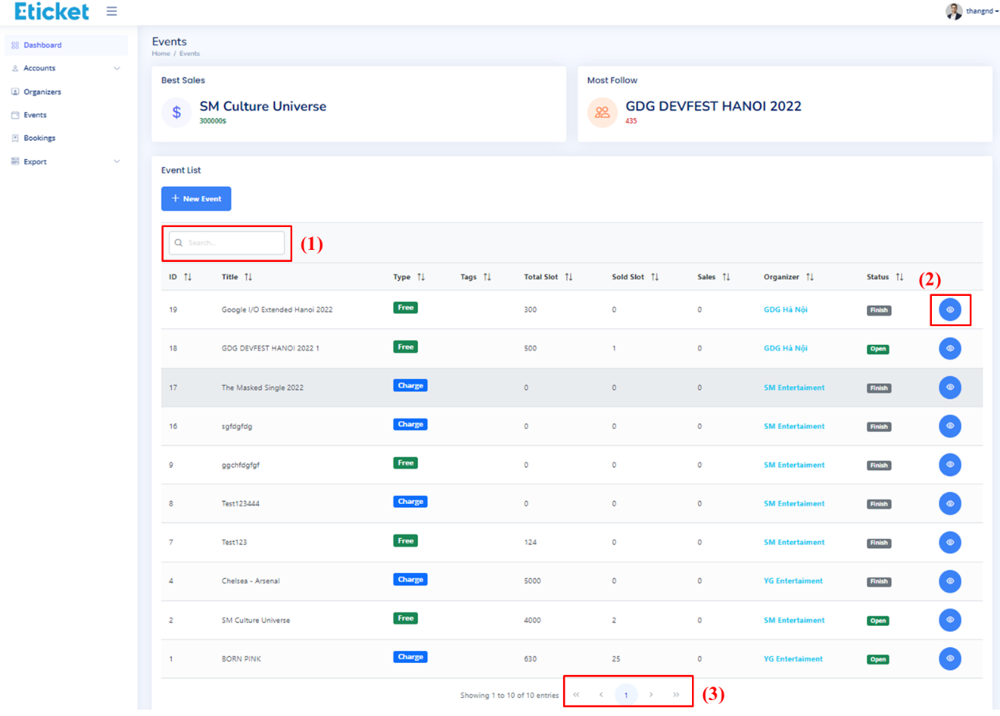 Eticket
thangnd
Dashboard
Accounts
Organizers
Events
Bookings
Export
Events
Home / Events
Best Sales
$ SM Culture Universe
300000$
Most Follow
GDG DEVFEST HANOI 2022
435
Event List
+ New Event
Search...
(1)
ID Title Type Tags Total Slot Sold Slot Sales Organizer Status
(2)
19 Google I/O Extended Hanoi 2022 Free 300 0 0 GDG Hà Nội Finish
18 GDG DEVFEST HANOI 2022 1 Free 500 1 0 GDG Hà Nội Open
17 The Masked Single 2022 Charge 0 0 0 SM Entertaiment Finish
16 sgfdgfdg Charge 0 0 0 SM Entertaiment Finish
9 ggchfdgfgf Free 0 0 0 SM Entertaiment Finish
8 Test123444 Charge 0 0 0 SM Entertaiment Finish
7 Test123 Free 124 0 0 SM Entertaiment Finish
4 Chelsea - Arsenal Charge 5000 0 0 YG Entertaiment Finish
2 SM Culture Universe Free 4000 2 0 SM Entertaiment Open
1 BORN PINK Charge 630 25 0 YG Entertaiment Open
Showing 1 to 10 of 10 entries « ‹ 1 › »
(3)